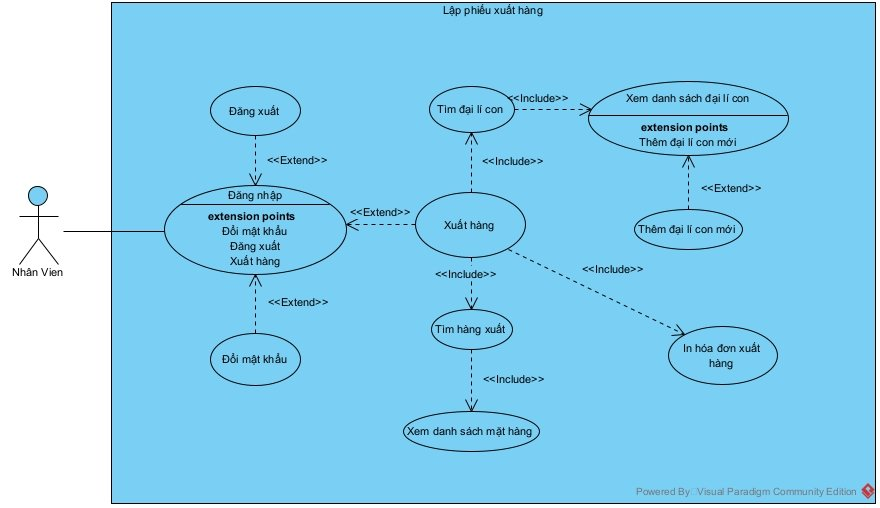 Lập phiếu xuất hàng
Đăng xuất
<<Extend>>
Đăng nhập
extension points
Đổi mật khẩu
Đăng xuất
Xuất hàng
<<Extend>>
Đổi mật khẩu
Nhân Vien
<<Extend>>
Xuất hàng
<<Include>>
Tìm đại lí con
<<Include>>
Xem danh sách đại lí con
extension points
Thêm đại lí con mới
<<Extend>>
Thêm đại lí con mới
<<Include>>
In hóa đơn xuất
hàng
<<Include>>
Tìm hàng xuất
<<Include>>
Xem danh sách mặt hàng
Powered By Visual Paradigm Community Edition